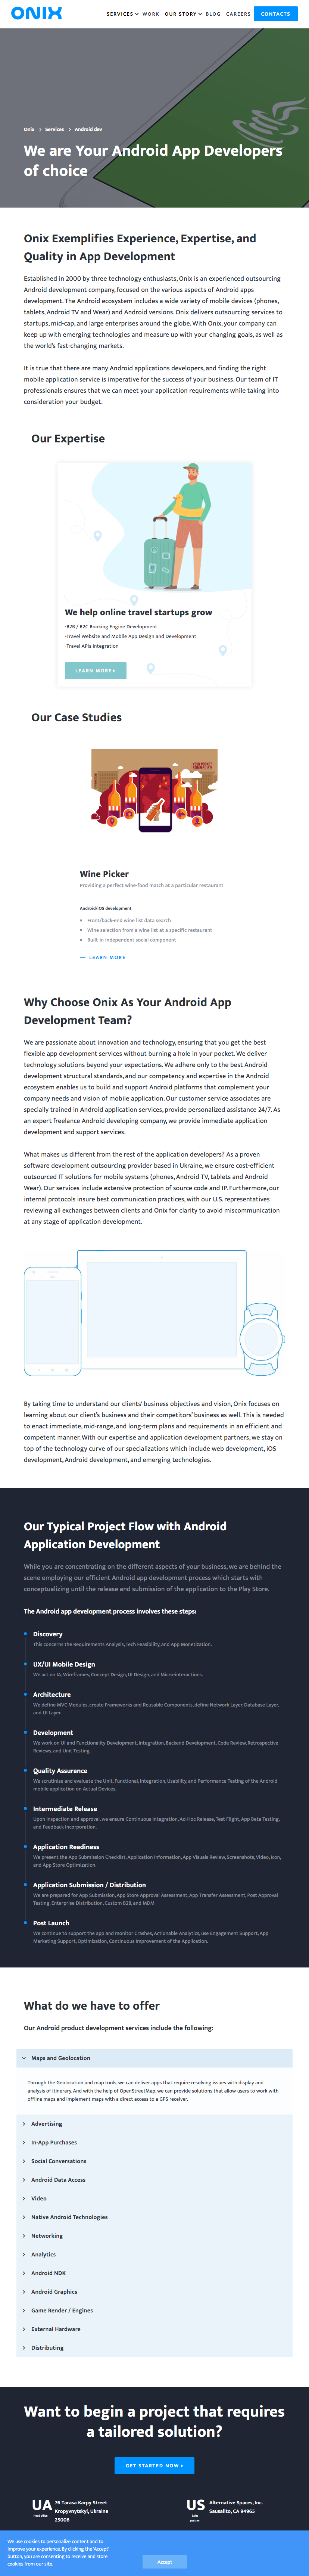 ONIX
SERVICES WORK OUR STORY BLOG CAREERS CONTACTS
Onix > Services > Android dev
We are Your Android App Developers
of choice
Onix Exemplifies Experience, Expertise, and
Quality in App Development
Established in 2000 by three technology enthusiasts, Onix is an experienced outsourcing
Android development company, focused on the various aspects of Android apps
development. The Android ecosystem includes a wide variety of mobile devices (phones,
tablets, Android TV and Wear) and Android versions. Onix delivers outsourcing services to
startups, mid-cap, and large enterprises around the globe. With Onix, your company can
keep up with emerging technologies and measure up with your changing goals, as well as
the world's fast-changing markets.
It is true that there are many Android applications developers, and finding the right
mobile application service is imperative for the success of your business. Our team of IT
professionals ensures that we can meet your application requirements while taking into
consideration your budget.
Our Expertise
We help online travel startups grow
-B2B / B2C Booking Engine Development
-Travel Website and Mobile App Design and Development
-Travel APIs integration
LEARN MORE
Our Case Studies
Wine Picker
Providing a perfect wine-food match at a particular restaurant
Android/iOS development
Front/back-end wine list data search
Wine selection from a wine list at a specific restaurant
Built-in independent social component
LEARN MORE
Why Choose Onix As Your Android App
Development Team?
We are passionate about innovation and technology, ensuring that you get the best
flexible app development services without burning a hole in your pocket. We deliver
technology solutions beyond your expectations. We adhere only to the best Android
development structural standards, and our competency and expertise in the Android
ecosystem enables us to build and support Android platforms that complement your
company needs and vision of mobile application. Our customer service associates are
specially trained in Android application services, provide personalized assistance 24/7. As
an expert freelance Android developing company, we provide immediate application
development and support services.
What makes us different from the rest of the application developers? As a proven
software development outsourcing provider based in Ukraine, we ensure cost-efficient
outsourced IT solutions for mobile systems (phones, Android TV, tablets and Android
Wear). Our services include extensive protection of source code and IP. Furthermore, our
internal protocols insure best communication practices, with our U.S. representatives
reviewing all exchanges between clients and Onix for clarity to avoid miscommunication
at any stage of application development.
By taking time to understand our clients' business objectives and vision, Onix focuses on
learning about our client's business and their competitors' business as well. This is needed
to enact immediate, mid-range, and long-term plans and requirements in an efficient and
competent manner. With our expertise and application development partners, we stay on
top of the technology curve of our specializations which include web development, iOS
development, Android development, and emerging technologies.
Our Typical Project Flow with Android
Application Development
While you are concentrating on the different aspects of your business, we are behind the
scene employing our efficient Android app development process which starts with
conceptualizing until the release and submission of the application to the Play Store.
The Android app development process involves these steps:
Discovery
This concerns the Requirements Analysis, Tech Feasibility, and App Monetization.
UX/UI Mobile Design
We act on IA, Wireframes, Concept Design, UI Design, and Micro-interactions.
Architecture
We define MVC Modules, create Frameworks and Reusable Components, define Network Layer, Database Layer,
and UI Layer.
Development
We work on UI and Functionality Development, Integration, Backend Development, Code Review, Retrospective
Reviews, and Unit Testing.
Quality Assurance
We scrutinize and evaluate the Unit, Functional, Integration, Usability, and Performance Testing of the Android
mobile application on Actual Devices.
Intermediate Release
Upon inspection and approval, we ensure Continuous Integration, Ad Hoc Release, Test Flight, App Beta Testing,
and Feedback Incorporation.
Application Readiness
We present the App Submission Checklist, Application Information, App Visuals Review, Screenshots, Video, Icon,
and App Store Optimization.
Application Submission / Distribution
We are prepared for App Submission, App Store Approval Assessment, App Transfer Assessment, Post Approval
Testing, Enterprise Distribution, Custom B2B, and MDM
Post Launch
We continue to support the app and monitor Crashes, Actionable Analytics, use Engagement Support, App
Marketing Support, Optimization, Continuous Improvement of the Application.
What do we have to offer
Our Android product development services include the following:
Maps and Geolocation
Through the Geolocation and map tools, we can deliver apps that require resolving issues with display and
analysis of itinerary. And with the help of OpenStreetMap, we can provide solutions that allow users to work with
offline maps and implement maps with a direct access to a GPS receiver.
Advertising
In-App Purchases
Social Conversations
Android Data Access
Video
Native Android Technologies
Networking
Analytics
Android NDK
Android Graphics
Game Render / Engines
External Hardware
Distributing
Want to begin a project that requires
a tailored solution?
GET STARTED NOW
UA
Head office
76 Tarasa Karpy Street
Kropyvnytskyi, Ukraine
25006
US
Sales
partner
Alternative Spaces, Inc.
Sausalito, CA 94965
We use cookies to personalize content and to
improve your experience. By clicking the 'Accept'
button, you are consenting to receive and store
cookies from our site.
Accept